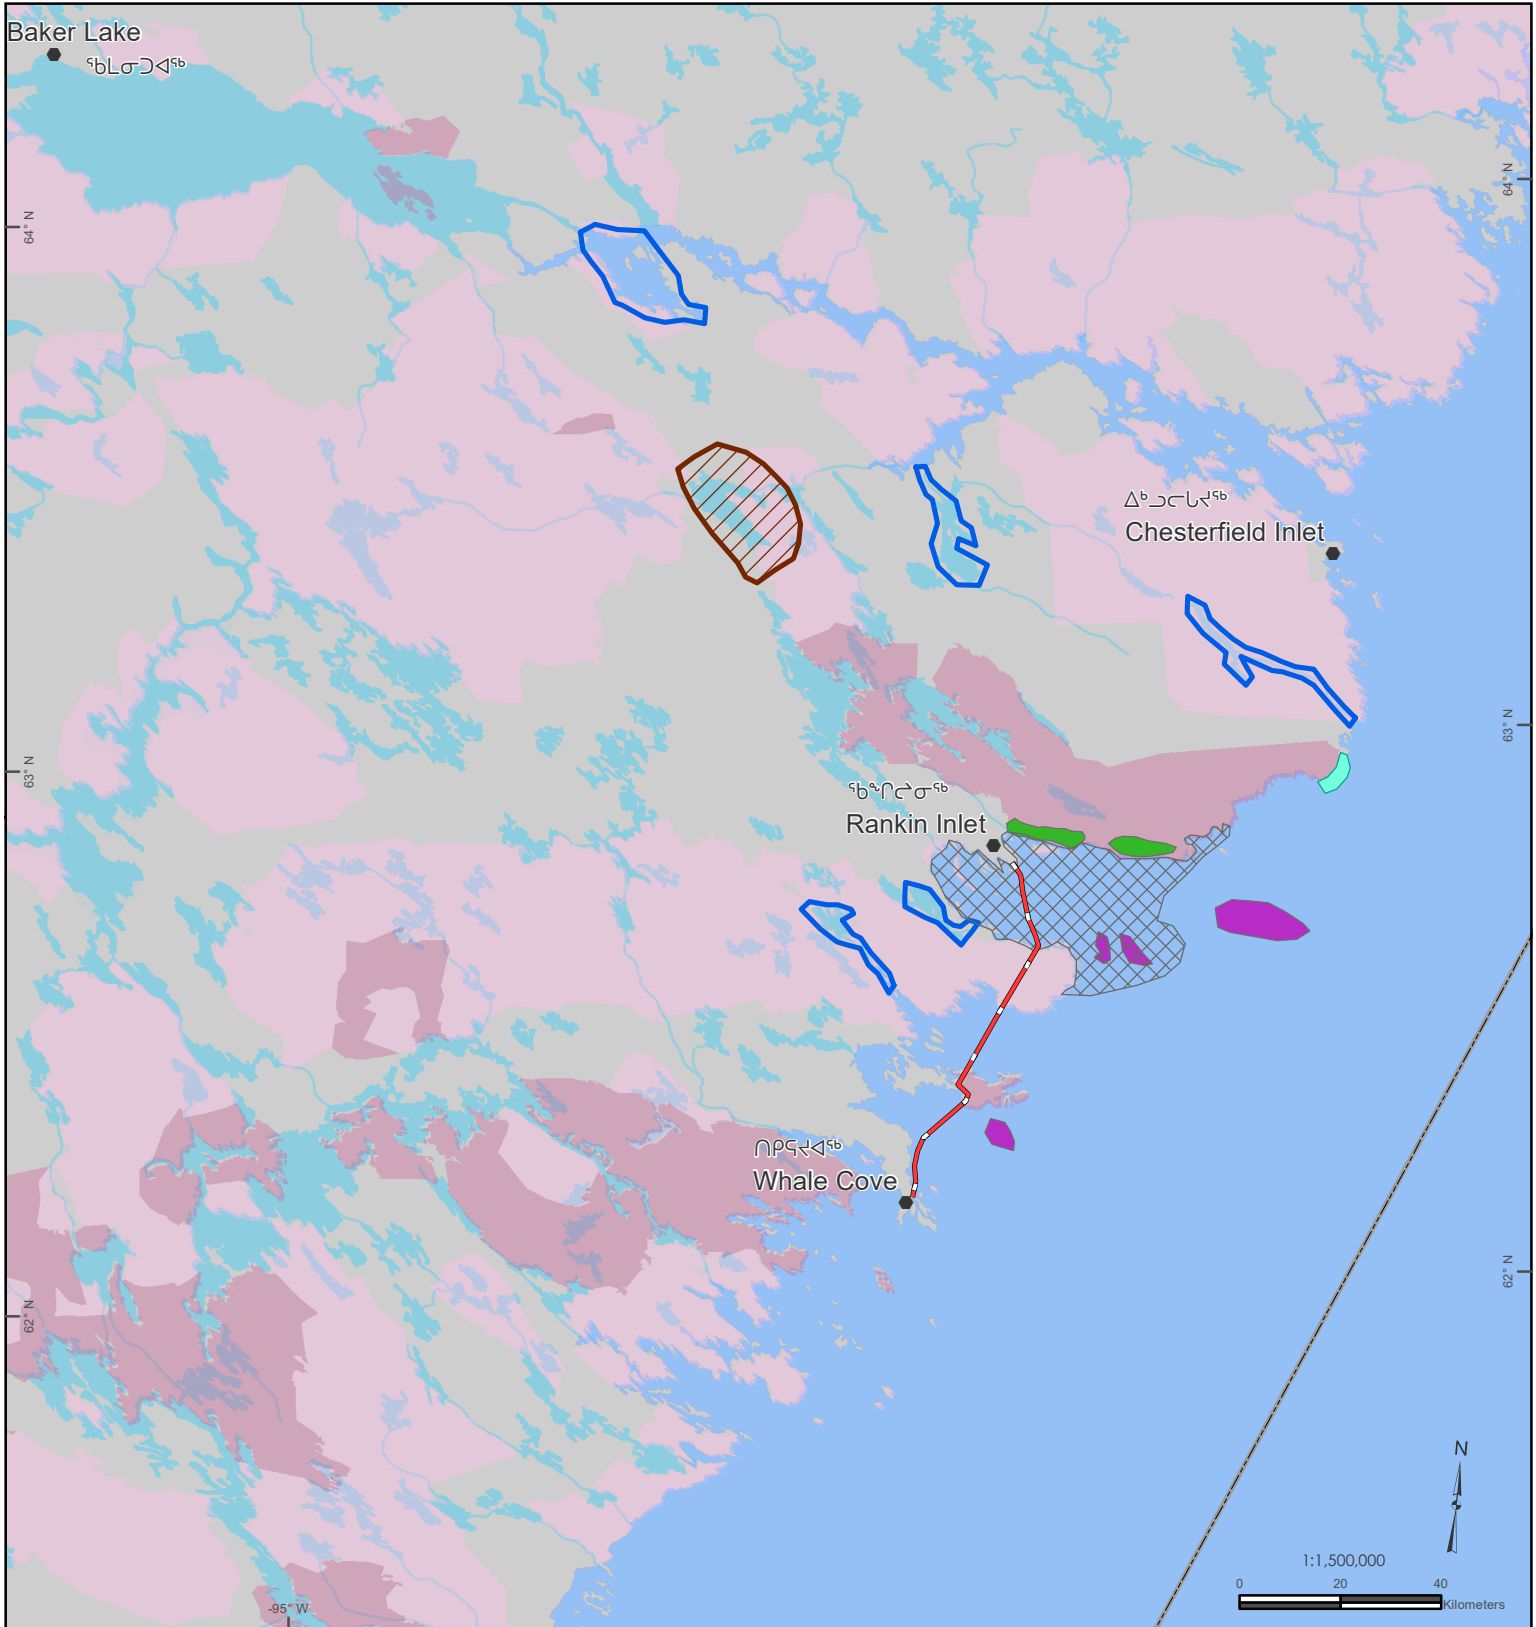 Baker Lake
ᖃᒪᓂᑐᐊᖅ
64° N
64° N
ᐃᒡᓗᓕᒑᕐᔪᒃ
Chesterfield Inlet
63° N
63° N
ᑲᖏᖅᖠᓂᖅ
Rankin Inlet
ᑎᑭᕋᔪᐊᖅ
Whale Cove
62° N
62° N
N
1:1,500,000
0 20 40
Kilometers
-95° W